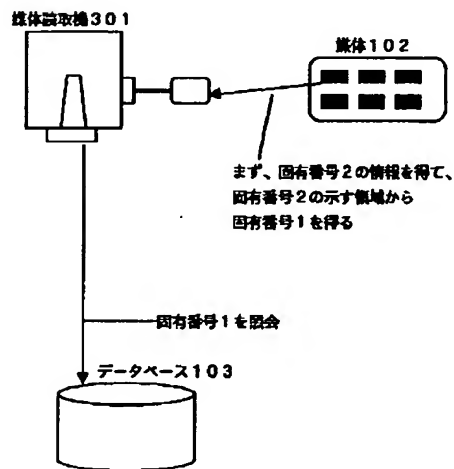 媒体読取機301
媒体102
まず、固有番号2の情報を得て、
固有番号2の示す領域から
固有番号1を得る
固有番号1を照会
データベース103